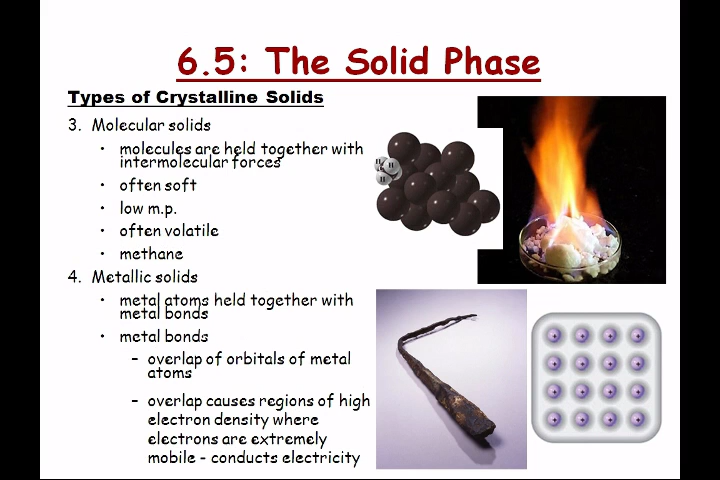 6.5: The Solid Phase
Types of Crystalline Solids
3. Molecular solids
• molecules are held together with
intermolecular forces
• often soft
• low m.p.
• often volatile
• methane
4. Metallic solids
• metal atoms held together with
metal bonds
• metal bonds
– overlap of orbitals of metal
atoms
– overlap causes regions of high
electron density where
electrons are extremely
mobile - conducts electricity